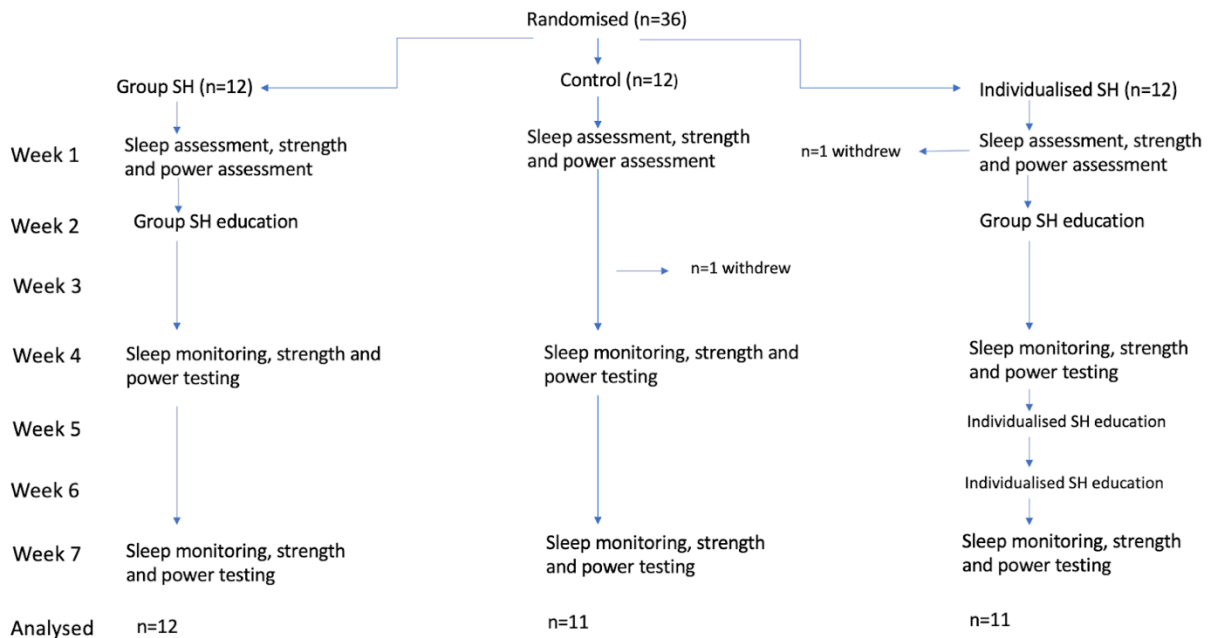 Randomised (n=36)
Group SH (n=12)
Control (n=12)
Individualised SH (n=12)
Week 1
Sleep assessment, strength
and power assessment
Sleep assessment, strength
and power assessment
n=1 withdrew
Sleep assessment, strength
and power assessment
Week 2
Group SH education
Group SH education
Week 3
n=1 withdrew
Week 4
Sleep monitoring, strength and
power testing
Sleep monitoring, strength and
power testing
Sleep monitoring, strength
and power testing
Week 5
Individualised SH education
Week 6
Individualised SH education
Week 7
Sleep monitoring, strength
and power testing
Sleep monitoring, strength
and power testing
Sleep monitoring, strength
and power testing
Analysed
n=12
n=11
n=11